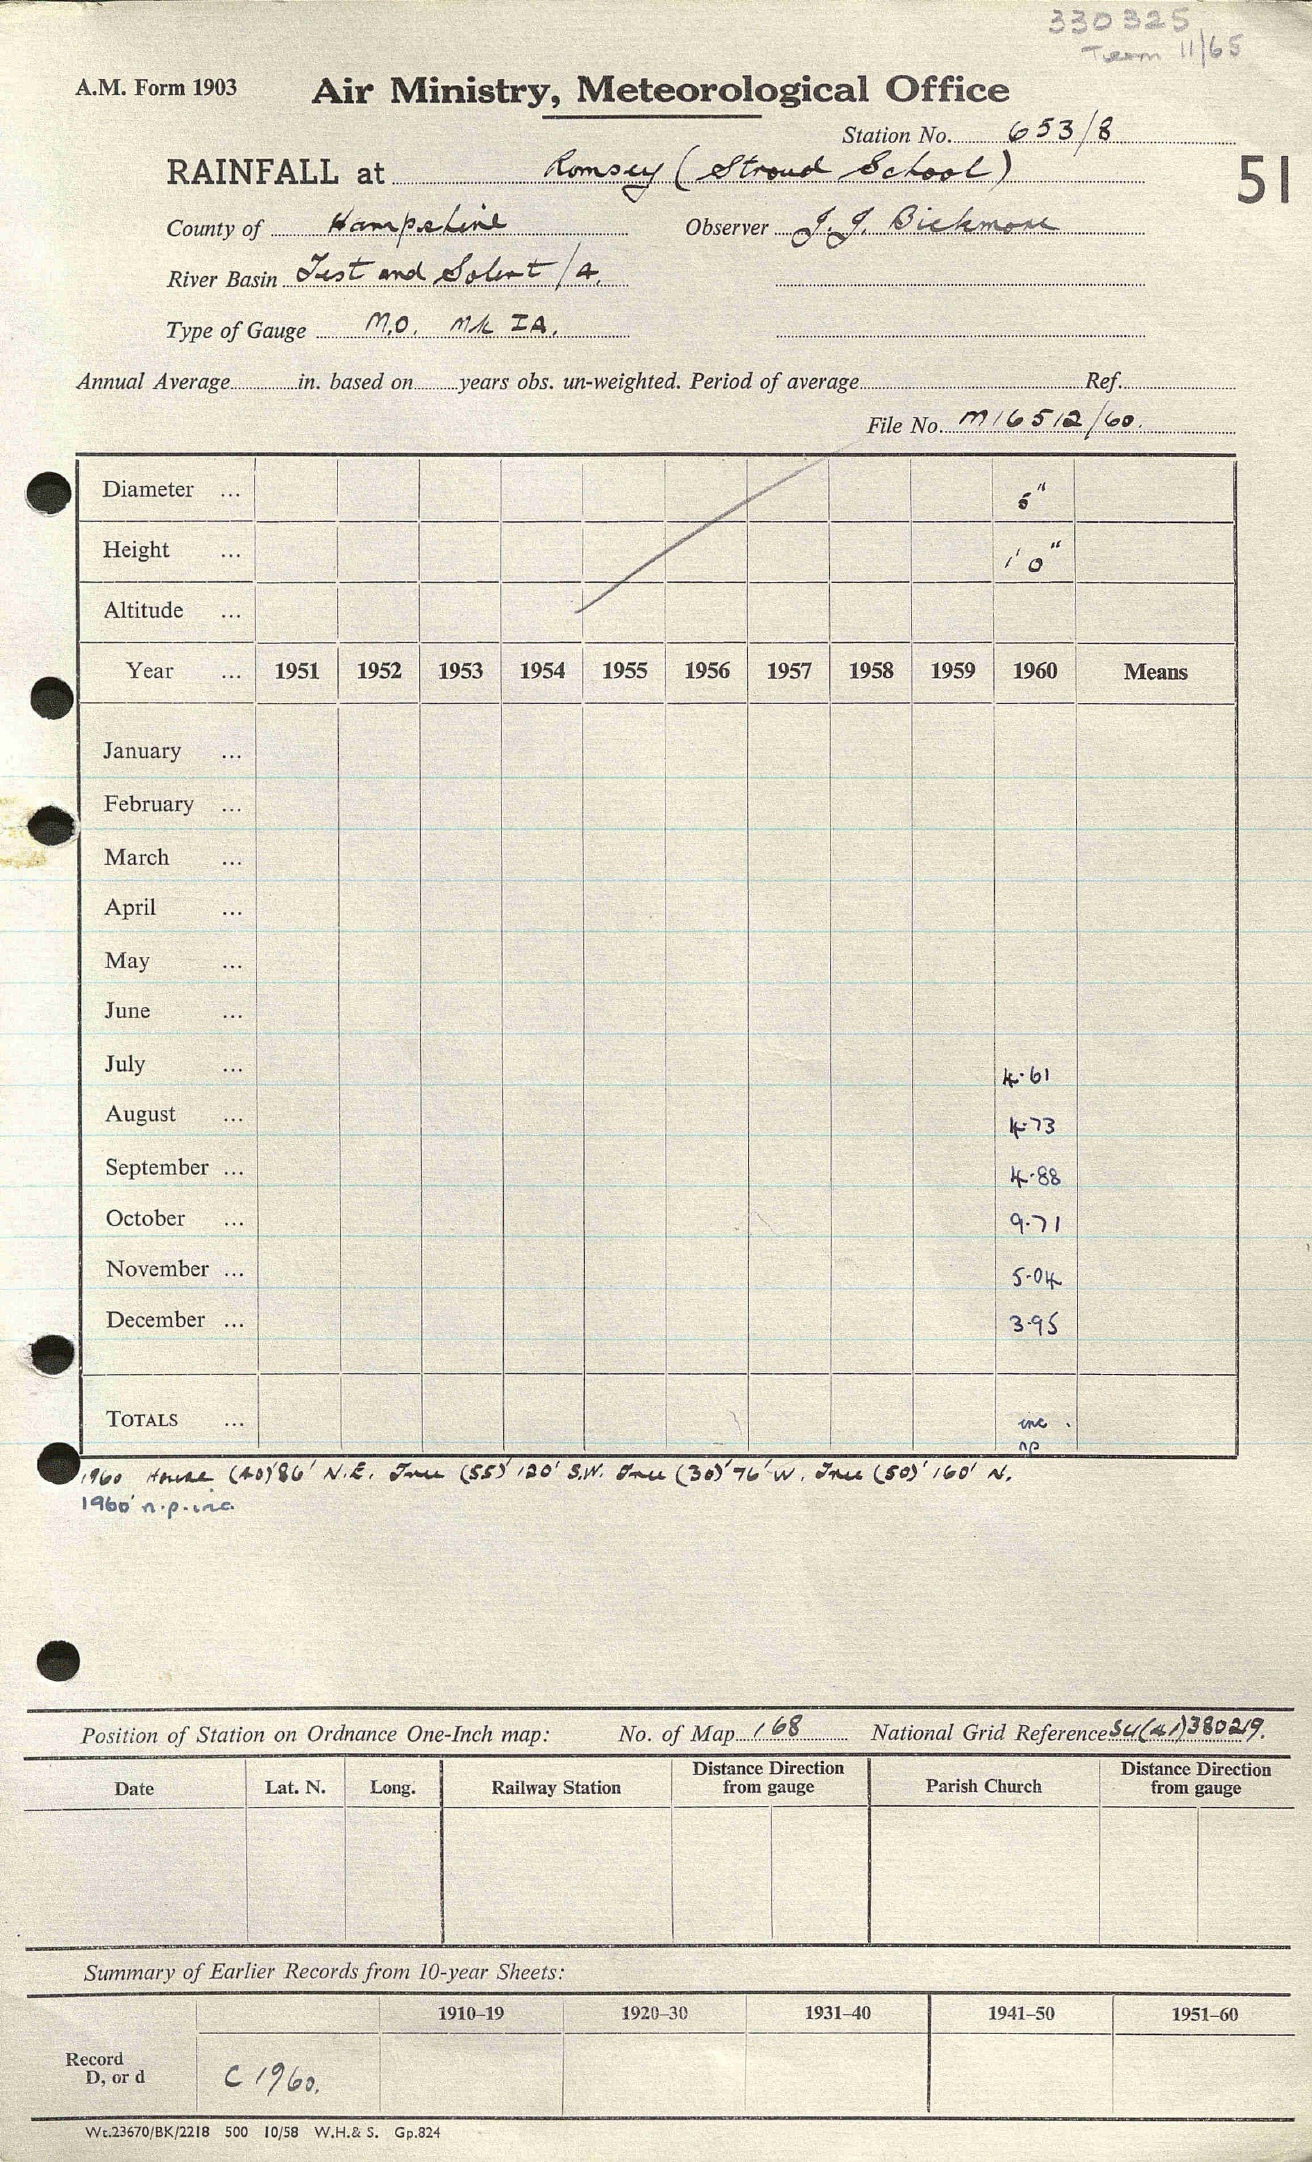 330325
Term 11/65
A.M. Form 1903 Air Ministry, Meteorological Office
Station No. 653/8
RAINFALL at Romsey (Stroud School) 51
County of Hampshire Observer J. J. Bickmore
River Basin Test and Solent /4.
Type of Gauge M.O. Mk IA.
Annual Average in. based on years obs. un-weighted. Period of average Ref.
File No. M16512/60.
Diameter ... 5"
Height ... 1' 0"
Altitude ...
Year ... 1951 1952 1953 1954 1955 1956 1957 1958 1959 1960 Means
January ...
February ...
March ...
April ...
May ...
June ...
July ... 4.61
August ... 4.73
September ... 4.88
October ... 9.71
November ... 5.04
December ... 3.95
TOTALS ... inc.
np
1960 House (40)' 86' N.E. Tree (55)' 120' S.W. Tree (30)' 76' W. Tree (50)' 160' N.
1960 n.p. inc.
Position of Station on Ordnance One-Inch map: No. of Map 168 National Grid Reference SU(41)380219.
Date Lat. N. Long. Railway Station Distance Direction from gauge Parish Church Distance Direction from gauge
Summary of Earlier Records from 10-year Sheets:
1910–19 1920–30 1931–40 1941–50 1951–60
Record
D, or d C 1960.
Wt.23670/BK/2218 500 10/58 W.H.& S. Gp.824